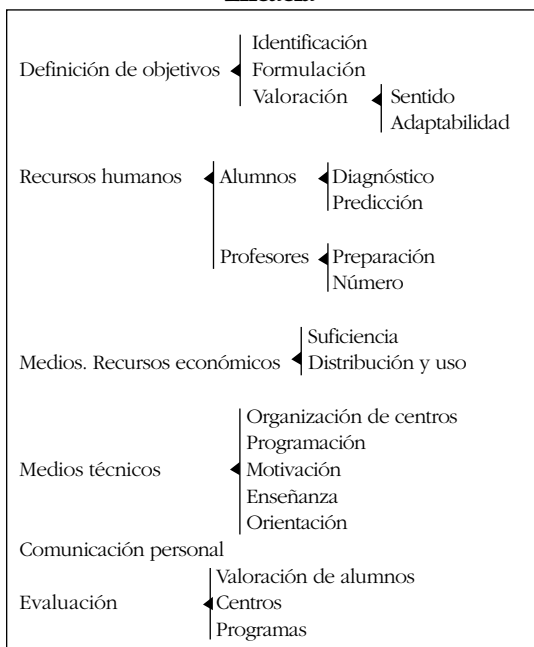 Definición de objetivos
Identificación
Formulación
Valoración
Sentido
Adaptabilidad
Recursos humanos
Alumnos
Diagnóstico
Predicción
Profesores
Preparación
Número
Medios. Recursos económicos
Suficiencia
Distribución y uso
Medios técnicos
Organización de centros
Programación
Motivación
Enseñanza
Orientación
Comunicación personal
Evaluación
Valoración de alumnos
Centros
Programas